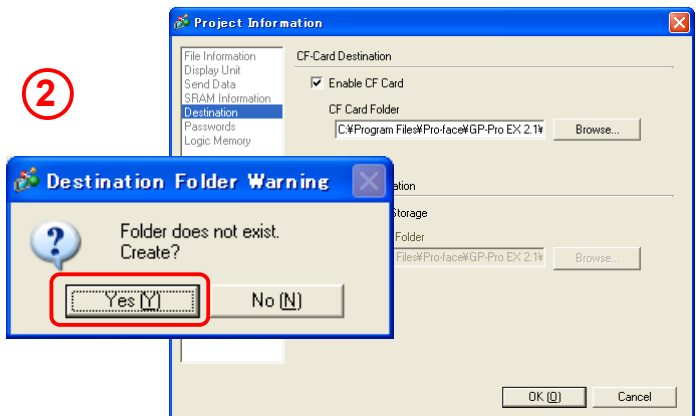 Project Information
File Information
Display Unit
Send Data
SRAM Information
Destination
Passwords
Logic Memory
CF-Card Destination
Enable CF Card
CF Card Folder
C:¥Program Files¥Pro-face¥GP-Pro EX 2.1¥
Browse...
2
Destination Folder Warning
Folder does not exist.
Create?
Yes (Y)
No (N)
ation
Storage
Folder
Files¥Pro-face¥GP-Pro EX 2.1¥
Browse...
OK (O)
Cancel